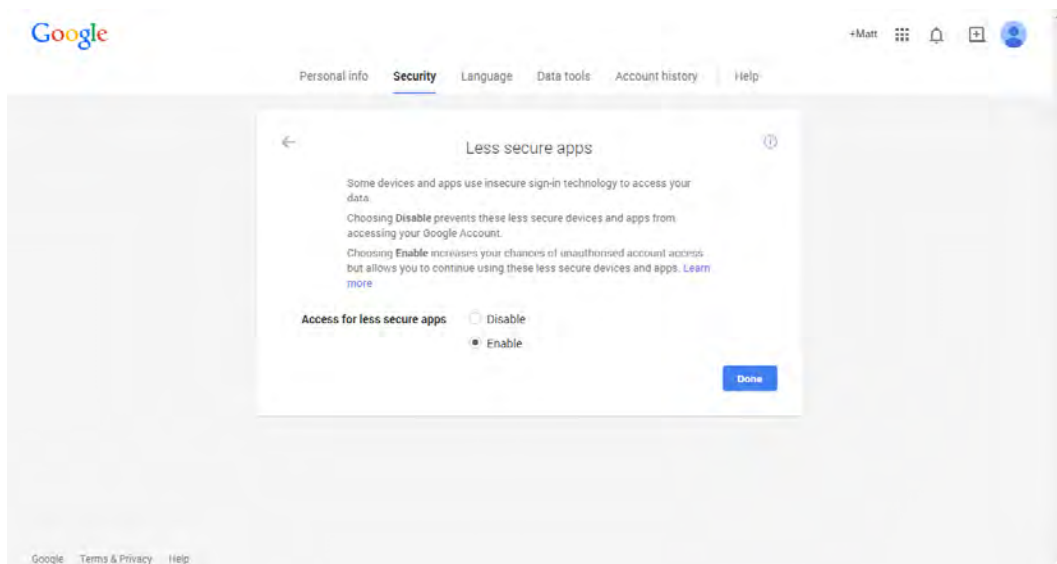 Google
+Matt
Personal info Security Language Data tools Account history Help
Less secure apps
Some devices and apps use insecure sign-in technology to access your
data.
Choosing Disable prevents these less secure devices and apps from
accessing your Google Account.
Choosing Enable increases your chances of unauthorised account access
but allows you to continue using these less secure devices and apps. Learn
more
Access for less secure apps Disable
Enable
Done
Google Terms & Privacy Help